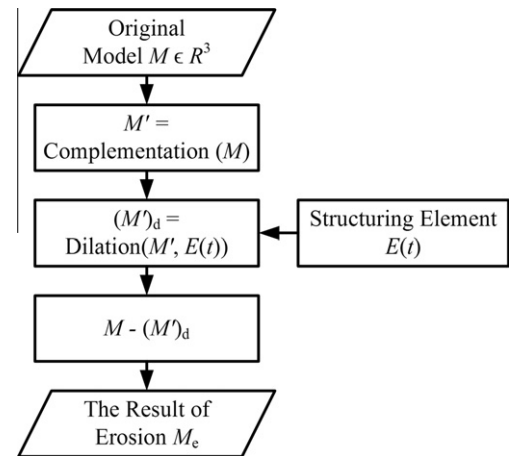 Original
Model M ϵ R³
M′ =
Complementation (M)
(M′)d =
Dilation(M′, E(t))
Structuring Element
E(t)
M - (M′)d
The Result of
Erosion Me